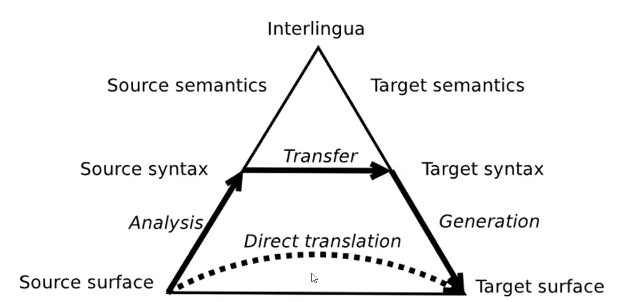 Interlingua
Source semantics
Target semantics
Transfer
Source syntax
Target syntax
Analysis
Generation
Direct translation
Source surface
Target surface